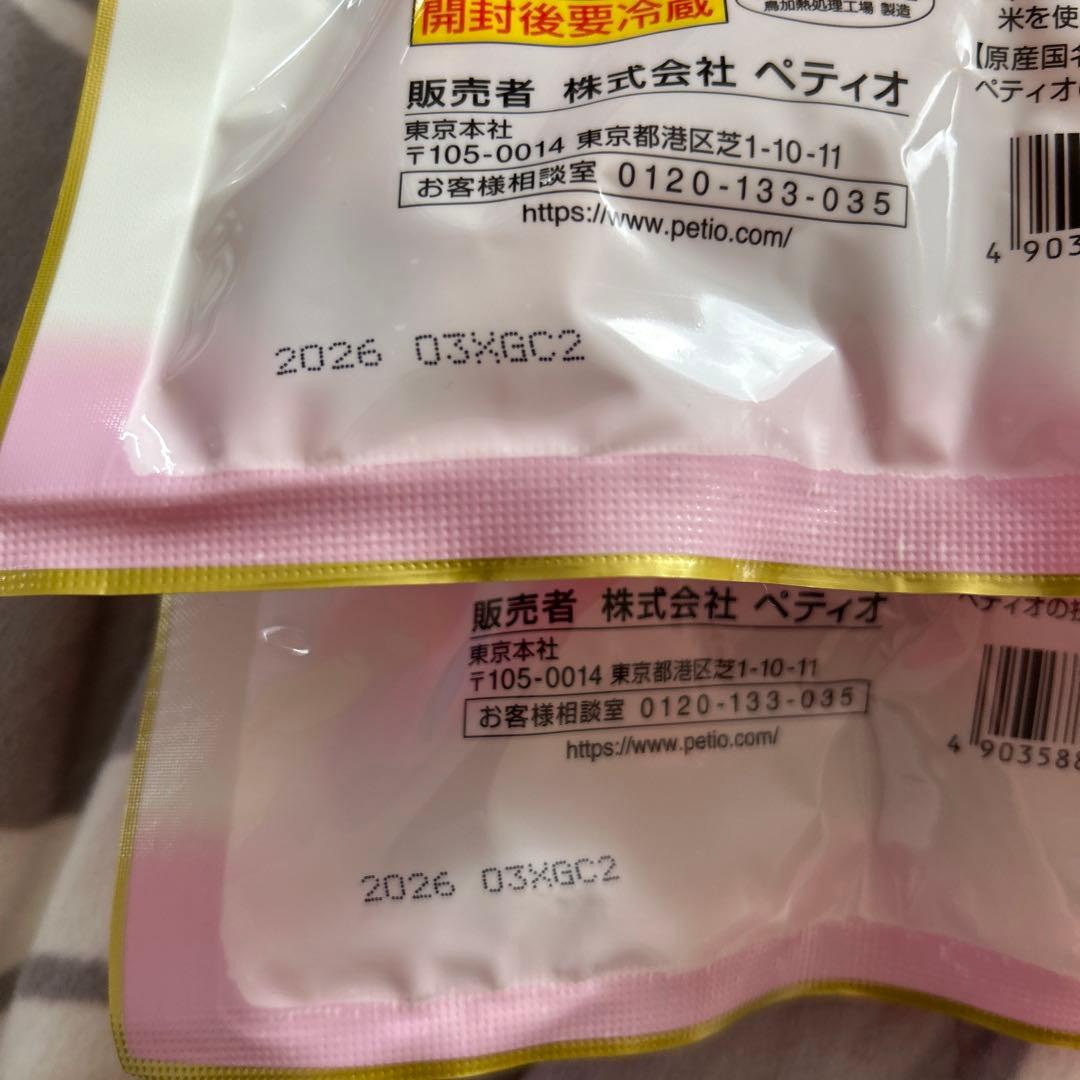 開封後要冷蔵
鳥加熱処理工場 製造
米を使
【原産国名
ペティオの
販売者 株式会社 ペティオ
東京本社
〒105-0014 東京都港区芝1-10-11
お客様相談室 0120-133-035
https://www.petio.com/
4 903
2026 03XGC2
販売者 株式会社 ペティオ
東京本社
〒105-0014 東京都港区芝1-10-11
お客様相談室 0120-133-035
https://www.petio.com/
ペティオの
4 903588
2026 03XGC2